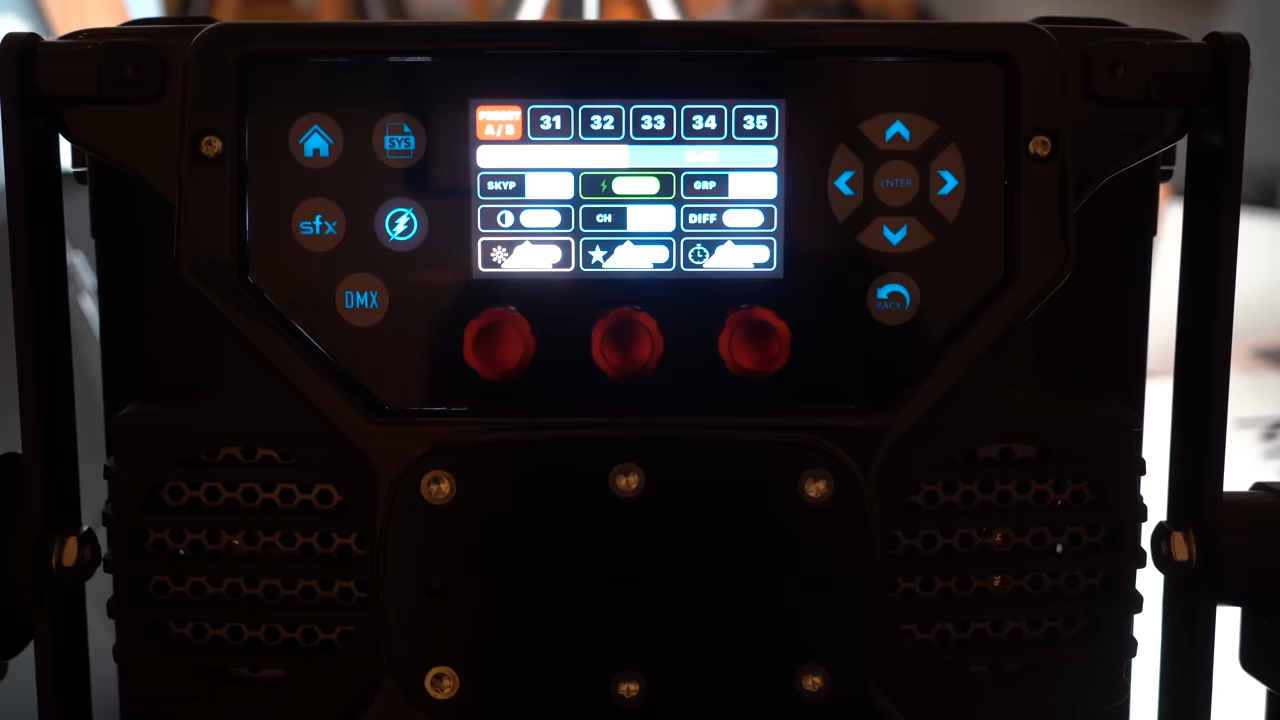 PRESET 31 32 33 34 35
A/B
SYS
SKYP GRP
ENTER
CH DIFF
sfx
DMX
BACK